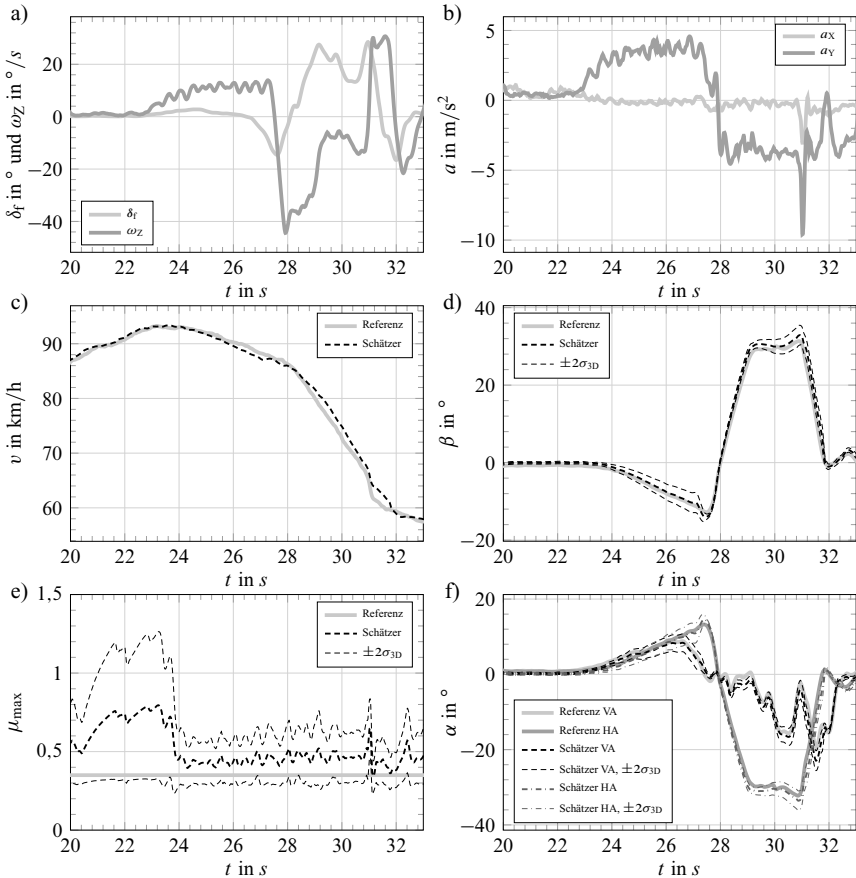 a)
δf in ° und ωZ in °/s
20
0
−20
−40
δf
ωZ
20 22 24 26 28 30 32
t in s
b)
a in m/s²
5
0
−5
−10
aX
aY
20 22 24 26 28 30 32
t in s
c)
v in km/h
90
80
70
60
Referenz
Schätzer
20 22 24 26 28 30 32
t in s
d)
β in °
40
20
0
−20
Referenz
Schätzer
±2σ3D
20 22 24 26 28 30 32
t in s
e)
μmax
1,5
1
0,5
0
Referenz
Schätzer
±2σ3D
20 22 24 26 28 30 32
t in s
f)
α in °
20
0
−20
−40
Referenz VA
Referenz HA
Schätzer VA
Schätzer VA, ±2σ3D
Schätzer HA
Schätzer HA, ±2σ3D
20 22 24 26 28 30 32
t in s